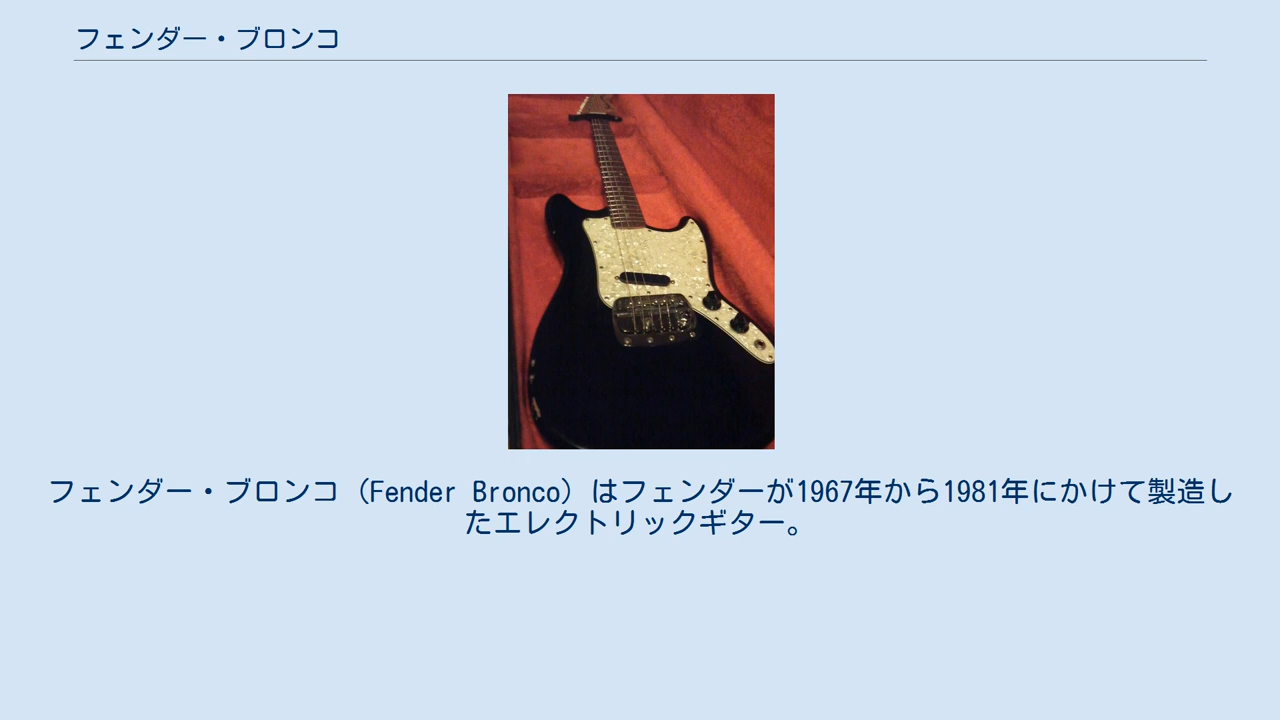 フェンダー・ブロンコ
フェンダー・ブロンコ（Fender Bronco）はフェンダーが1967年から1981年にかけて製造し
たエレクトリックギター。